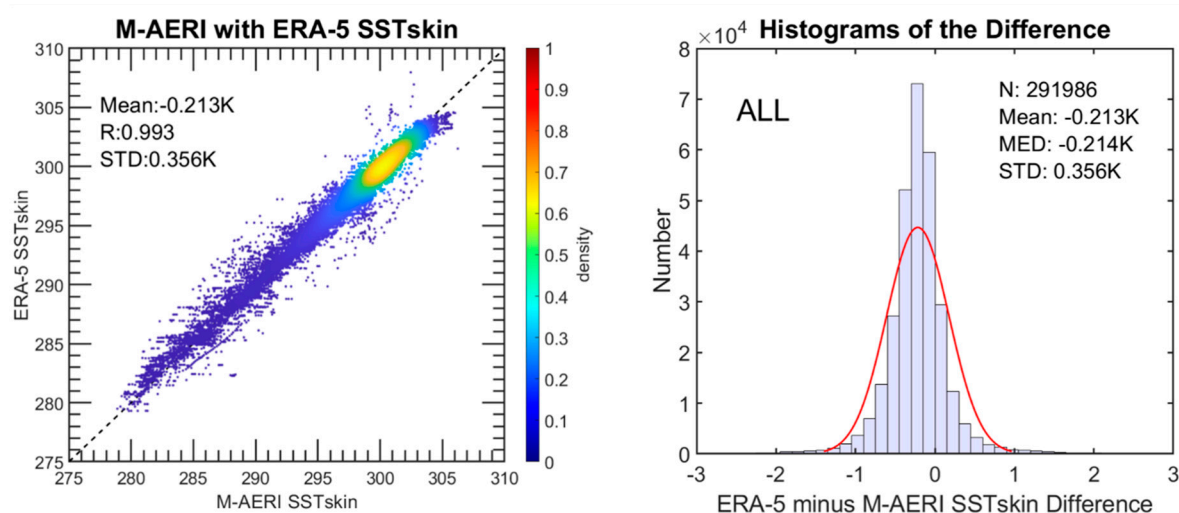 M-AERI with ERA-5 SSTskin
310
305
300
295
290
285
280
275
ERA-5 SSTskin
Mean:-0.213K
R:0.993
STD:0.356K
275 280 285 290 295 300 305 310
M-AERI SSTskin
1
0.9
0.8
0.7
0.6
0.5
0.4
0.3
0.2
0.1
0
density
×10⁴ Histograms of the Difference
8
7
6
5
4
3
2
1
0
Number
ALL
N: 291986
Mean: -0.213K
MED: -0.214K
STD: 0.356K
-3 -2 -1 0 1 2 3
ERA-5 minus M-AERI SSTskin Difference